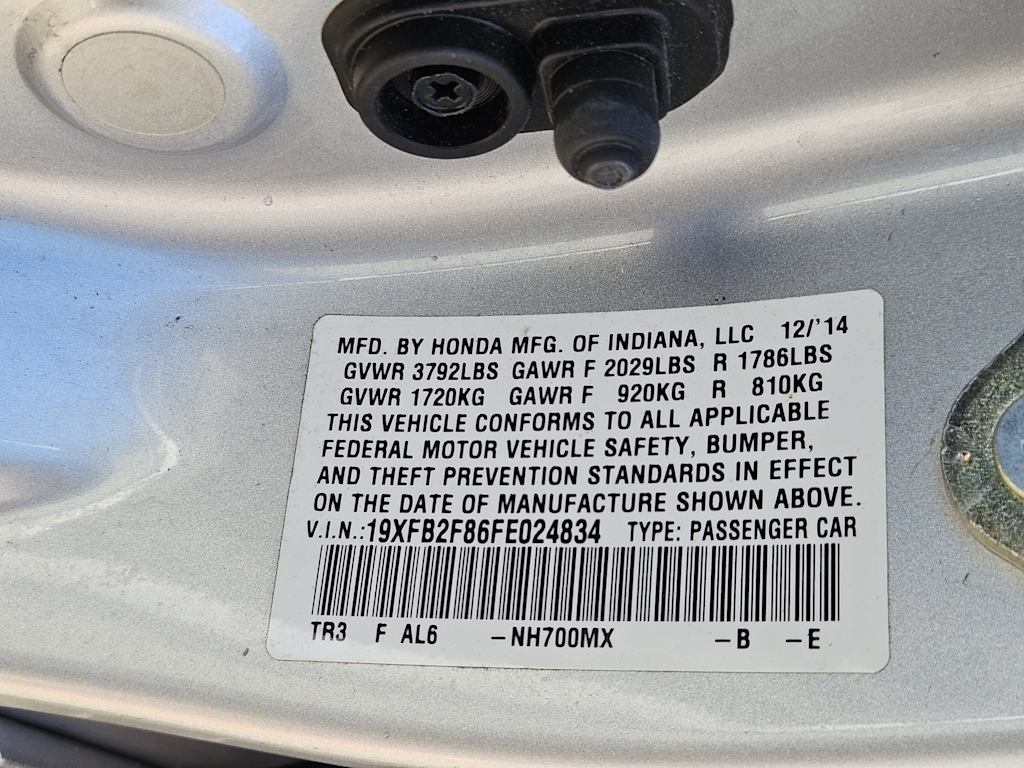 MFD. BY HONDA MFG. OF INDIANA, LLC 12/'14
GVWR 3792LBS GAWR F 2029LBS R 1786LBS
GVWR 1720KG GAWR F 920KG R 810KG
THIS VEHICLE CONFORMS TO ALL APPLICABLE
FEDERAL MOTOR VEHICLE SAFETY, BUMPER,
AND THEFT PREVENTION STANDARDS IN EFFECT
ON THE DATE OF MANUFACTURE SHOWN ABOVE.
V.I.N.:19XFB2F86FE024834 TYPE: PASSENGER CAR
TR3 F AL6 –NH700MX –B –E